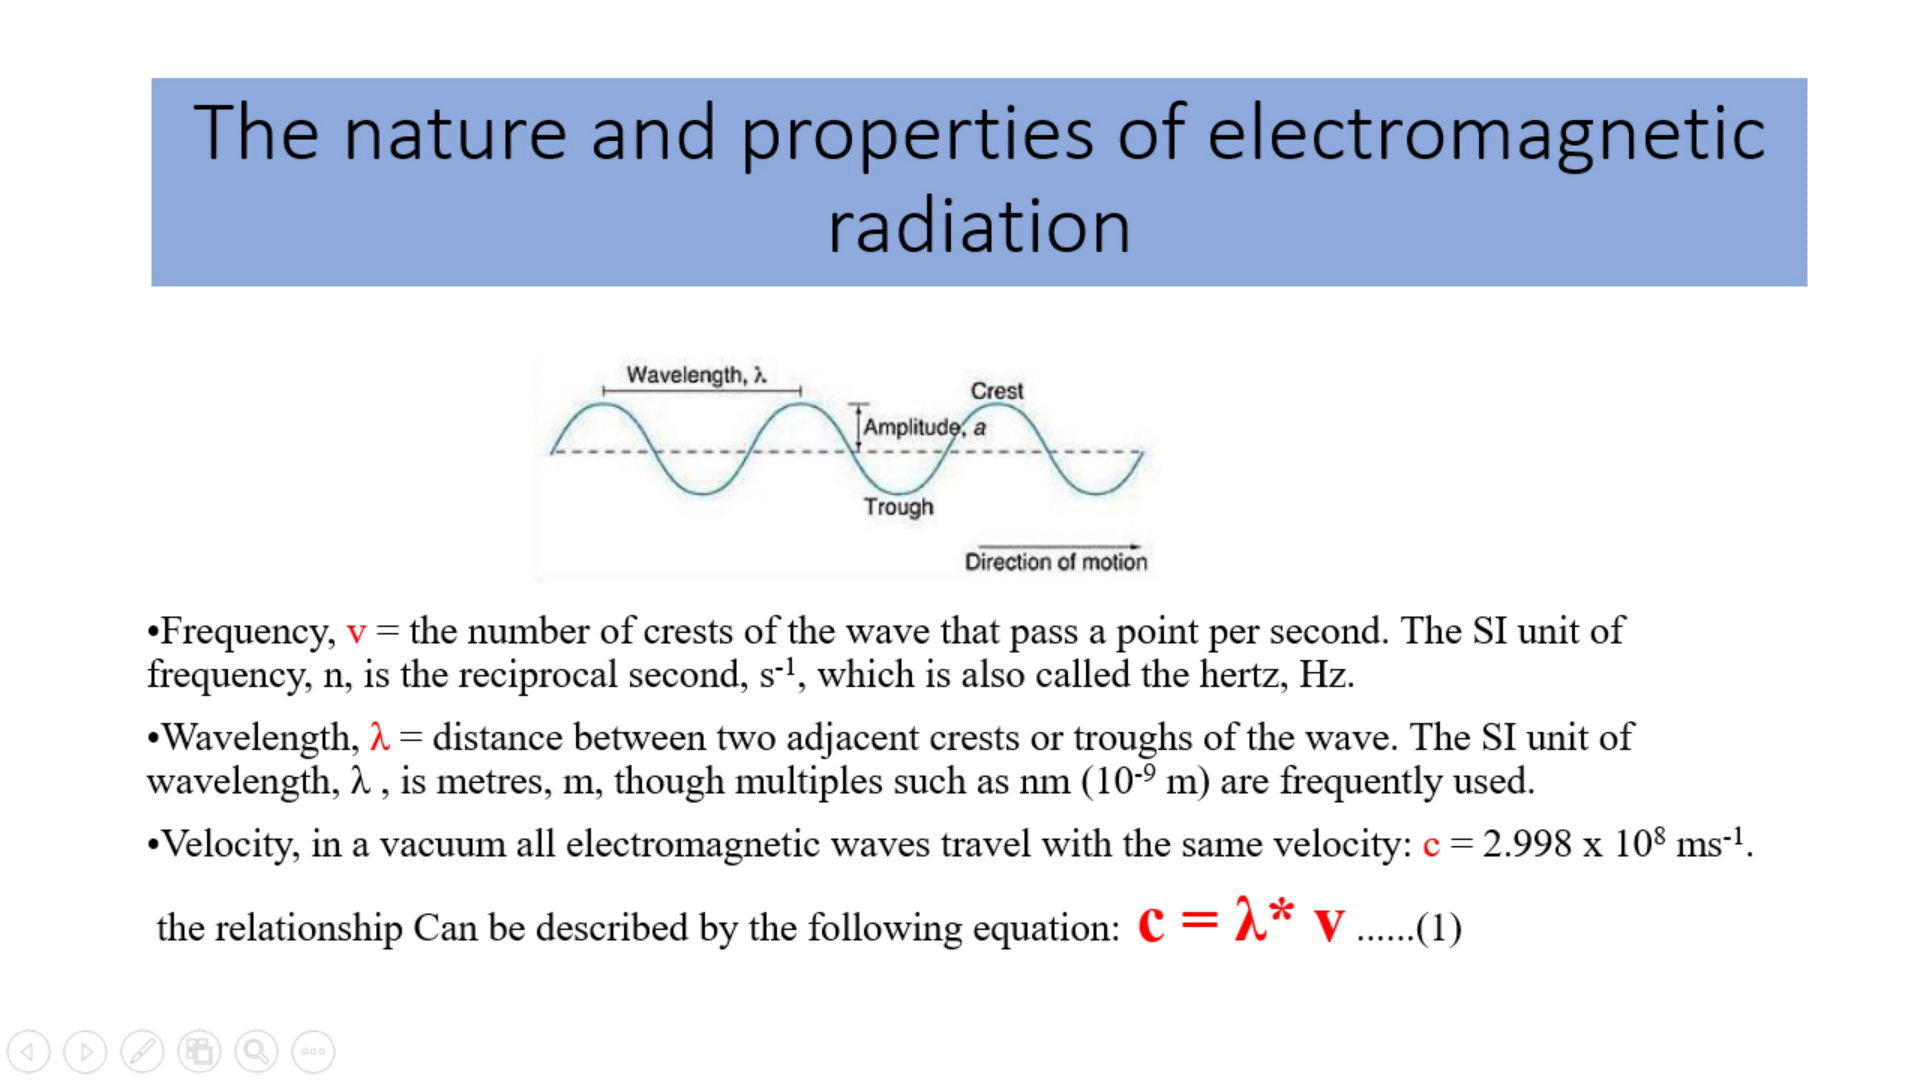 The nature and properties of electromagnetic
radiation
Wavelength, λ
Crest
Amplitude, a
Trough
Direction of motion
•Frequency, v = the number of crests of the wave that pass a point per second. The SI unit of
frequency, n, is the reciprocal second, s⁻¹, which is also called the hertz, Hz.
•Wavelength, λ = distance between two adjacent crests or troughs of the wave. The SI unit of
wavelength, λ , is metres, m, though multiples such as nm (10⁻⁹ m) are frequently used.
•Velocity, in a vacuum all electromagnetic waves travel with the same velocity: c = 2.998 x 10⁸ ms⁻¹.
the relationship Can be described by the following equation: c = λ* v ......(1)